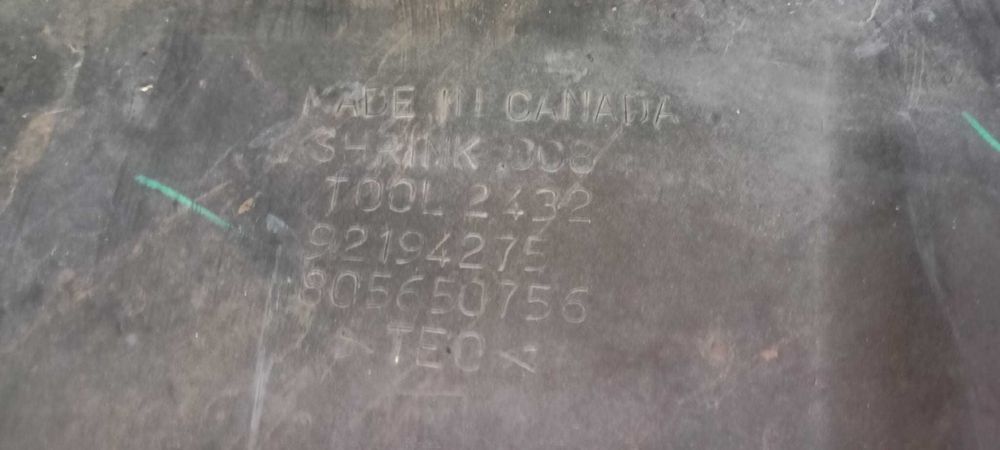 MADE IN CANADA
SHRINK .008
TOOL 2432
92194275
805650756
>TEO<